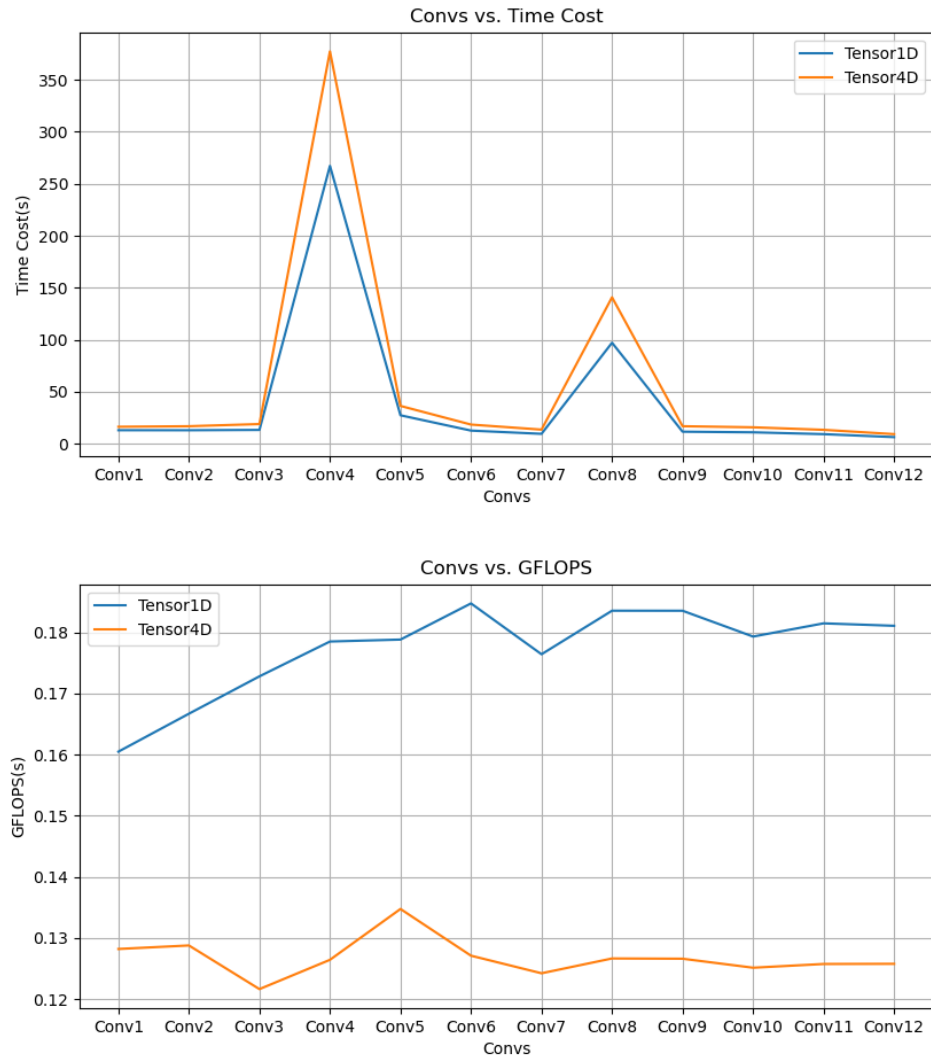 Convs vs. Time Cost
Tensor1D
Tensor4D
350
300
250
200
150
100
50
0
Time Cost(s)
Conv1 Conv2 Conv3 Conv4 Conv5 Conv6 Conv7 Conv8 Conv9 Conv10 Conv11 Conv12
Convs
Convs vs. GFLOPS
Tensor1D
Tensor4D
0.18
0.17
0.16
0.15
0.14
0.13
0.12
GFLOPS(s)
Conv1 Conv2 Conv3 Conv4 Conv5 Conv6 Conv7 Conv8 Conv9 Conv10 Conv11 Conv12
Convs